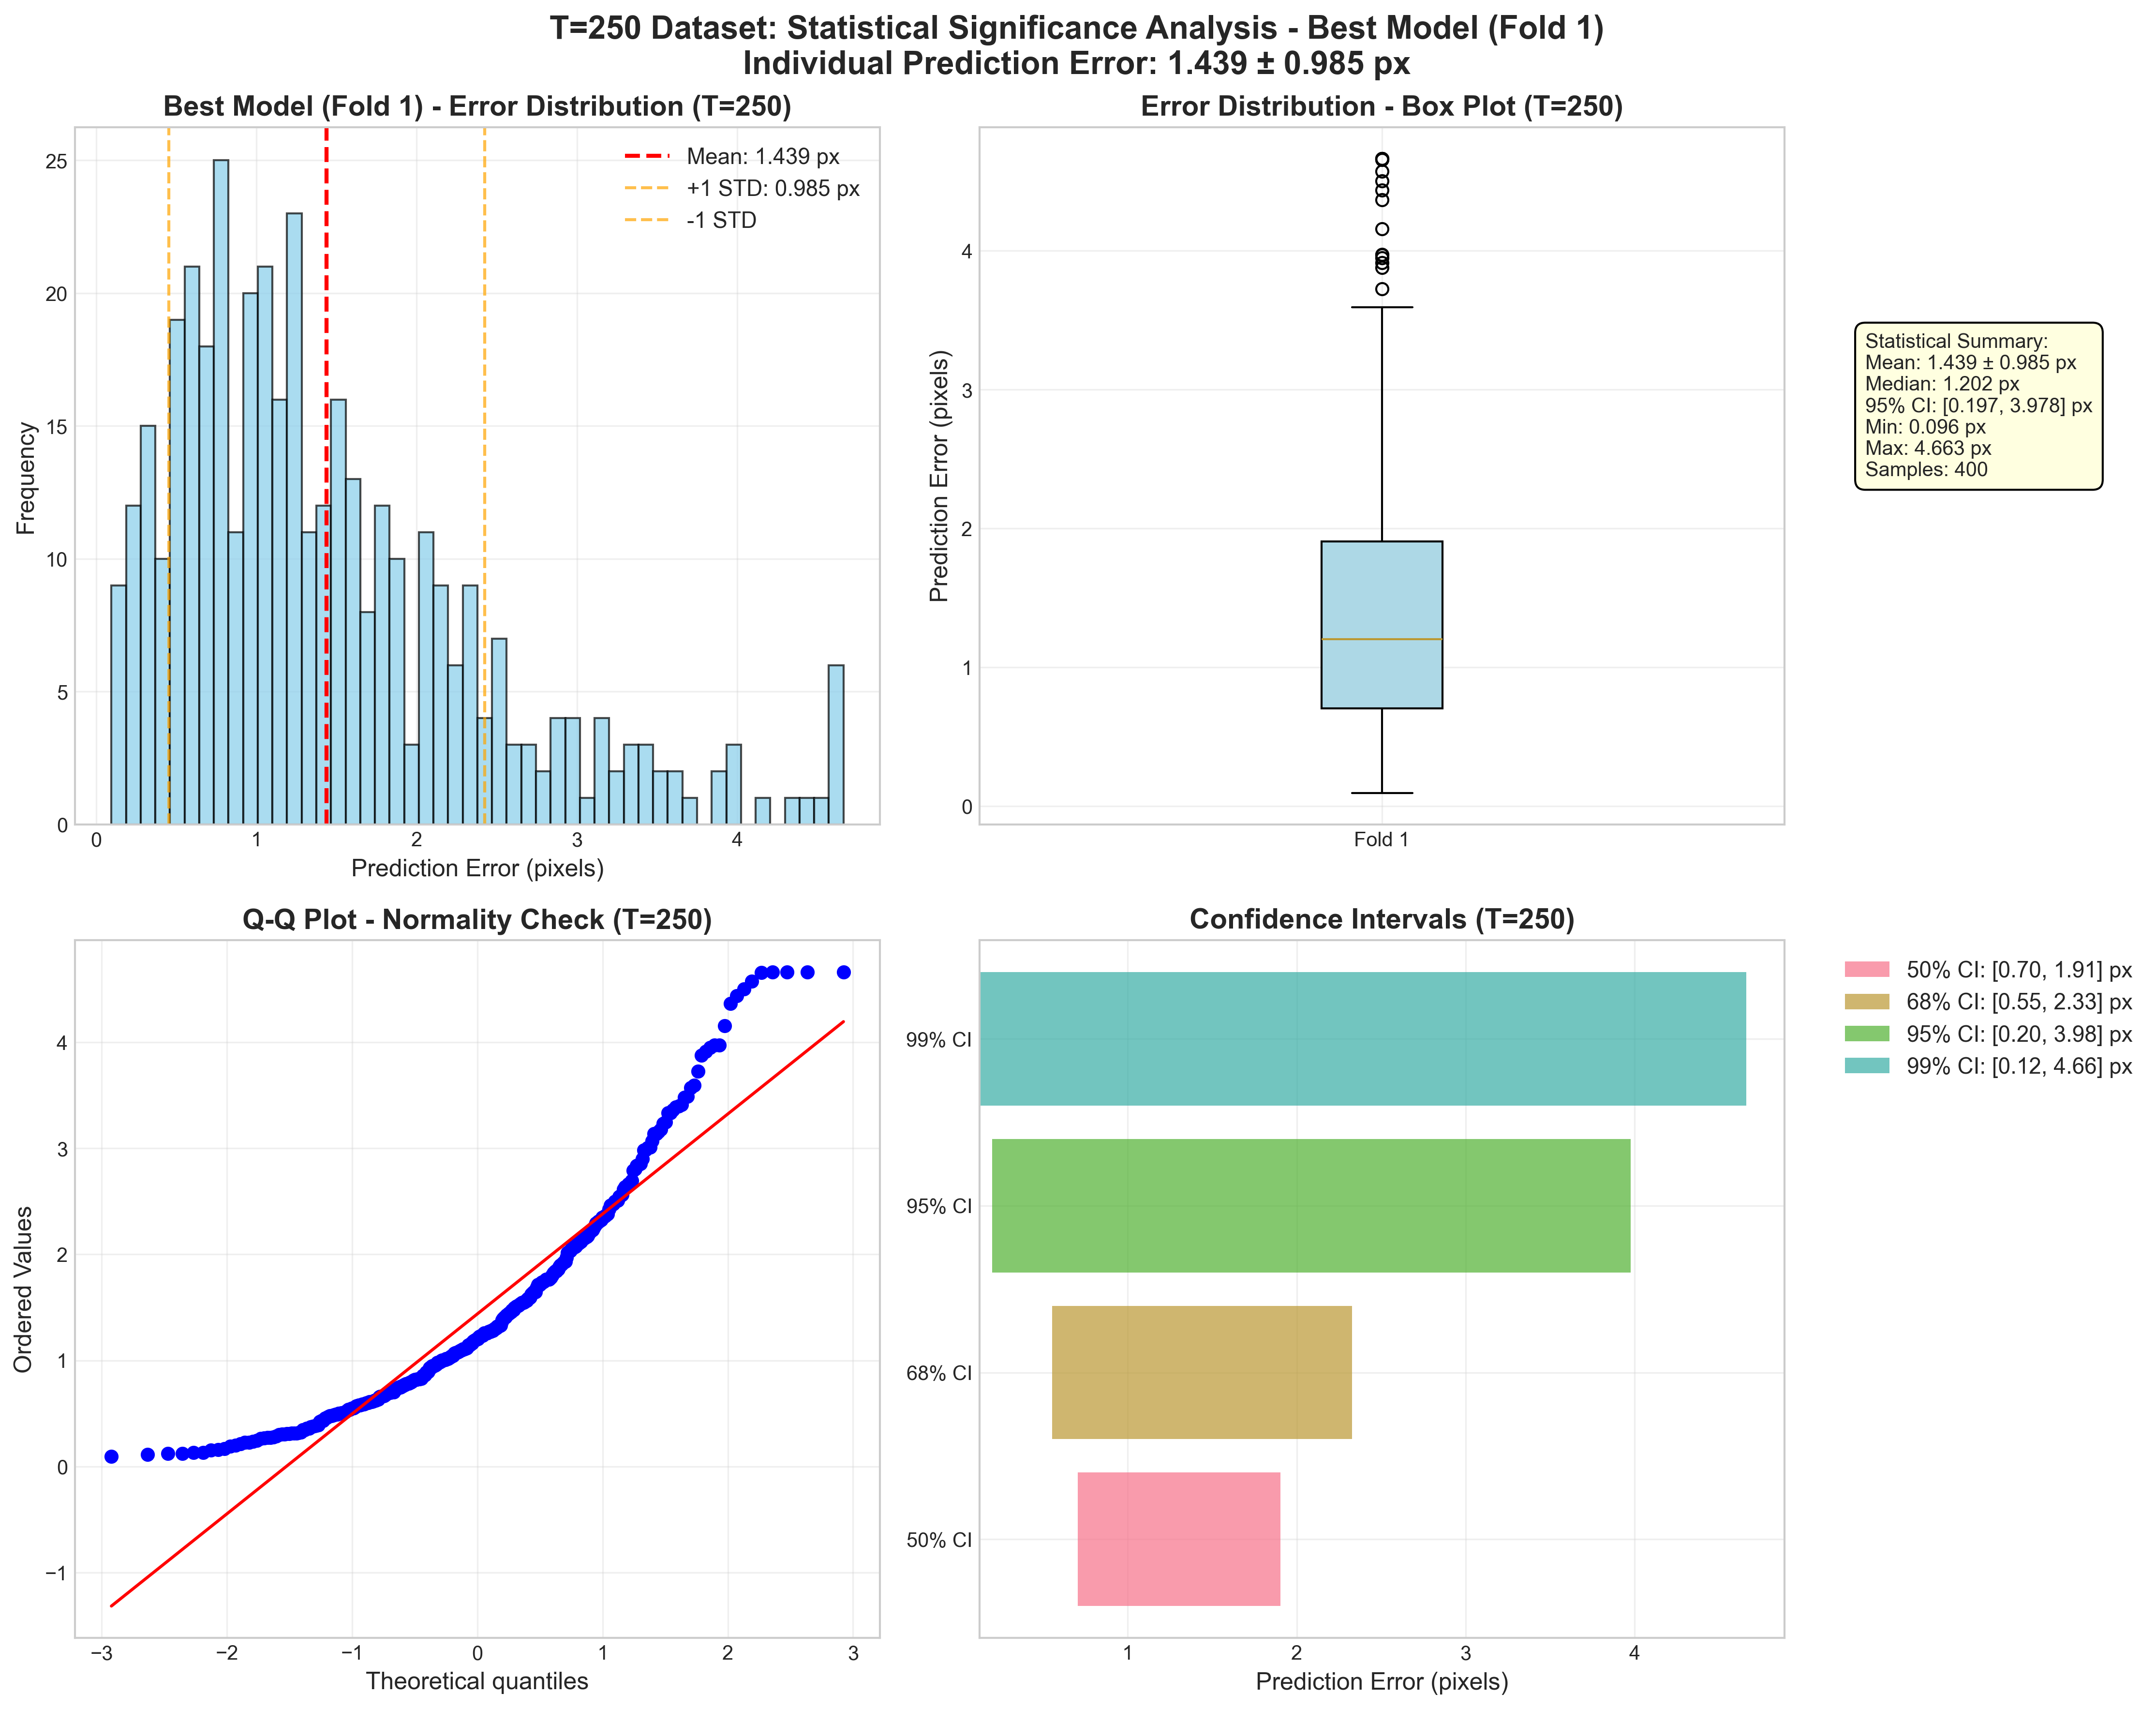 T=250 Dataset: Statistical Significance Analysis - Best Model (Fold 1)
Individual Prediction Error: 1.439 ± 0.985 px
Best Model (Fold 1) - Error Distribution (T=250)
Mean: 1.439 px
+1 STD: 0.985 px
-1 STD
Frequency
25
20
15
10
5
0
0
1
2
3
4
Prediction Error (pixels)
Error Distribution - Box Plot (T=250)
Prediction Error (pixels)
4
3
2
1
0
Fold 1
Statistical Summary:
Mean: 1.439 ± 0.985 px
Median: 1.202 px
95% CI: [0.197, 3.978] px
Min: 0.096 px
Max: 4.663 px
Samples: 400
Q-Q Plot - Normality Check (T=250)
Ordered Values
4
3
2
1
0
−1
−3
−2
−1
0
1
2
3
Theoretical quantiles
Confidence Intervals (T=250)
99% CI
95% CI
68% CI
50% CI
1
2
3
4
Prediction Error (pixels)
50% CI: [0.70, 1.91] px
68% CI: [0.55, 2.33] px
95% CI: [0.20, 3.98] px
99% CI: [0.12, 4.66] px